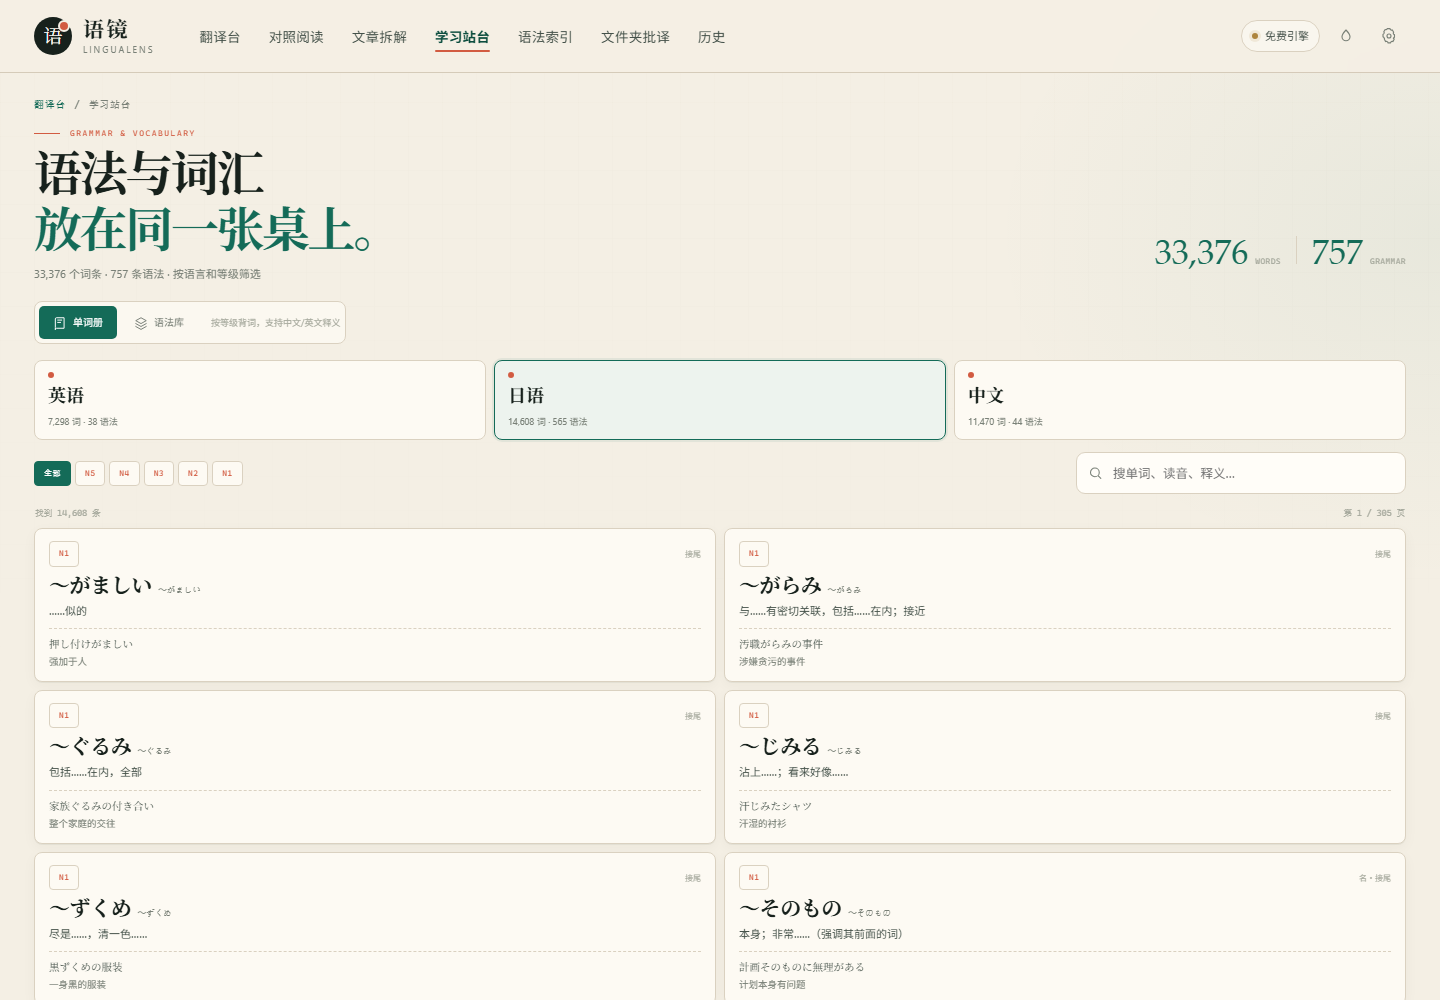 语
语镜
LINGUALENS
翻译台 对照阅读 文章拆解 学习站台 语法索引 文件夹批译 历史
免费引擎
翻译台 / 学习站台
GRAMMAR & VOCABULARY
语法与词汇
放在同一张桌上。
33,376 个词条 · 757 条语法 · 按语言和等级筛选
33,376 WORDS 757 GRAMMAR
单词册 语法库 按等级背词，支持中文/英文释义
英语
7,298 词 · 38 语法
日语
14,608 词 · 565 语法
中文
11,470 词 · 44 语法
全部 N5 N4 N3 N2 N1
搜单词、读音、释义...
找到 14,608 条
第 1 / 305 页
N1 接尾
～がましい ～がましい
……似的
押し付けがましい
强加于人
N1 接尾
～がらみ ～がらみ
与……有密切关联，包括……在内；接近
汚職がらみの事件
涉嫌贪污的事件
N1 接尾
～ぐるみ ～ぐるみ
包括……在内，全部
家族ぐるみの付き合い
整个家庭的交往
N1 接尾
～じみる ～じみる
沾上……；看来好像……
汗じみたシャツ
汗湿的衬衫
N1 接尾
～ずくめ ～ずくめ
尽是……，清一色……
黒ずくめの服装
一身黑的服装
N1 名・接尾
～そのもの ～そのもの
本身；非常……（强调其前面的词）
計画そのものに無理がある
计划本身有问题